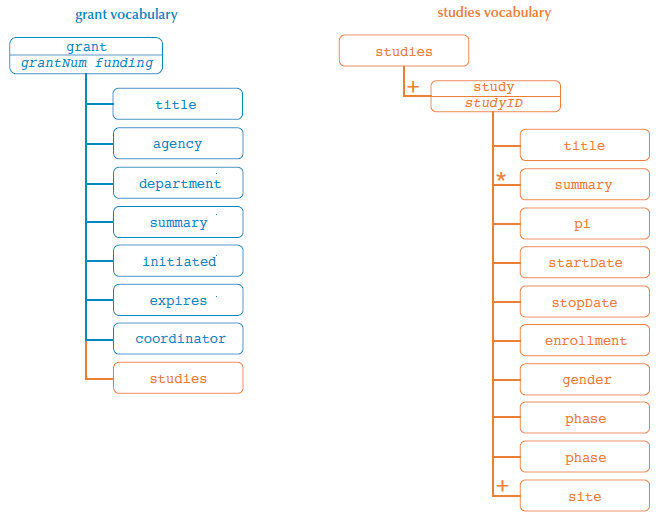 grant vocabulary
grant
grantNum funding
title
agency
department
summary
initiated
expires
coordinator
studies
studies vocabulary
studies
+
study
studyID
title
*
summary
pi
startDate
stopDate
enrollment
gender
phase
phase
+
site